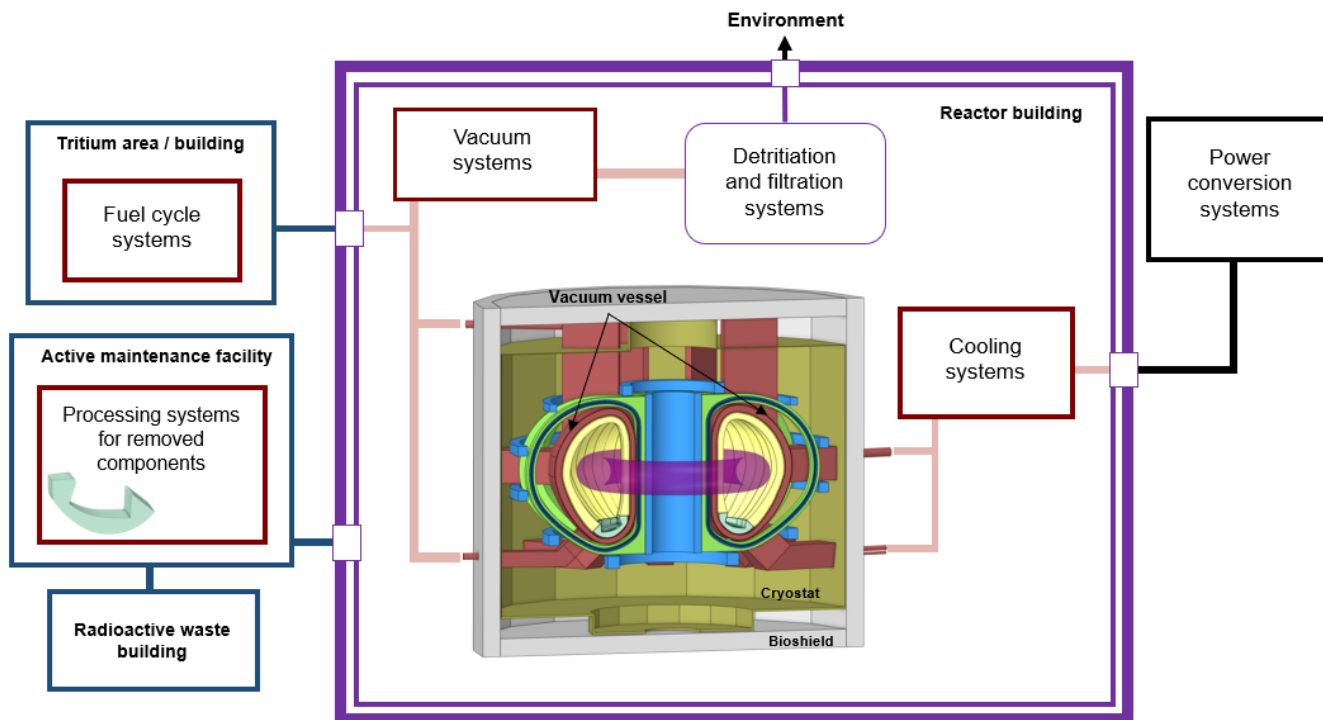 Environment
Reactor building
Tritium area / building
Fuel cycle
systems
Vacuum
systems
Detritiation
and filtration
systems
Power
conversion
systems
Vacuum vessel
Active maintenance facility
Processing systems
for removed
components
Cooling
systems
Cryostat
Bioshield
Radioactive waste
building